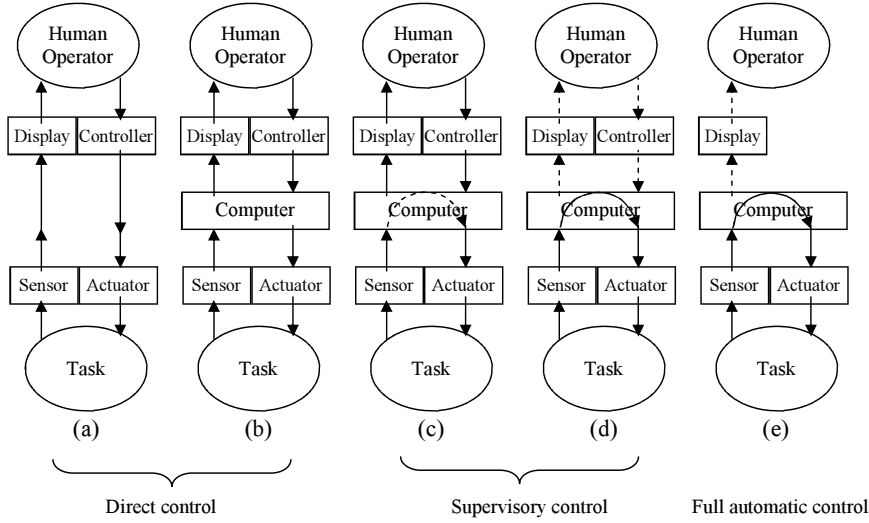 Human
Operator
Human
Operator
Human
Operator
Human
Operator
Human
Operator
Display Controller
Display Controller
Display Controller
Display Controller
Display
Computer
Computer
Computer
Computer
Sensor Actuator
Sensor Actuator
Sensor Actuator
Sensor Actuator
Sensor Actuator
Task
Task
Task
Task
Task
(a)
(b)
(c)
(d)
(e)
Direct control
Supervisory control
Full automatic control